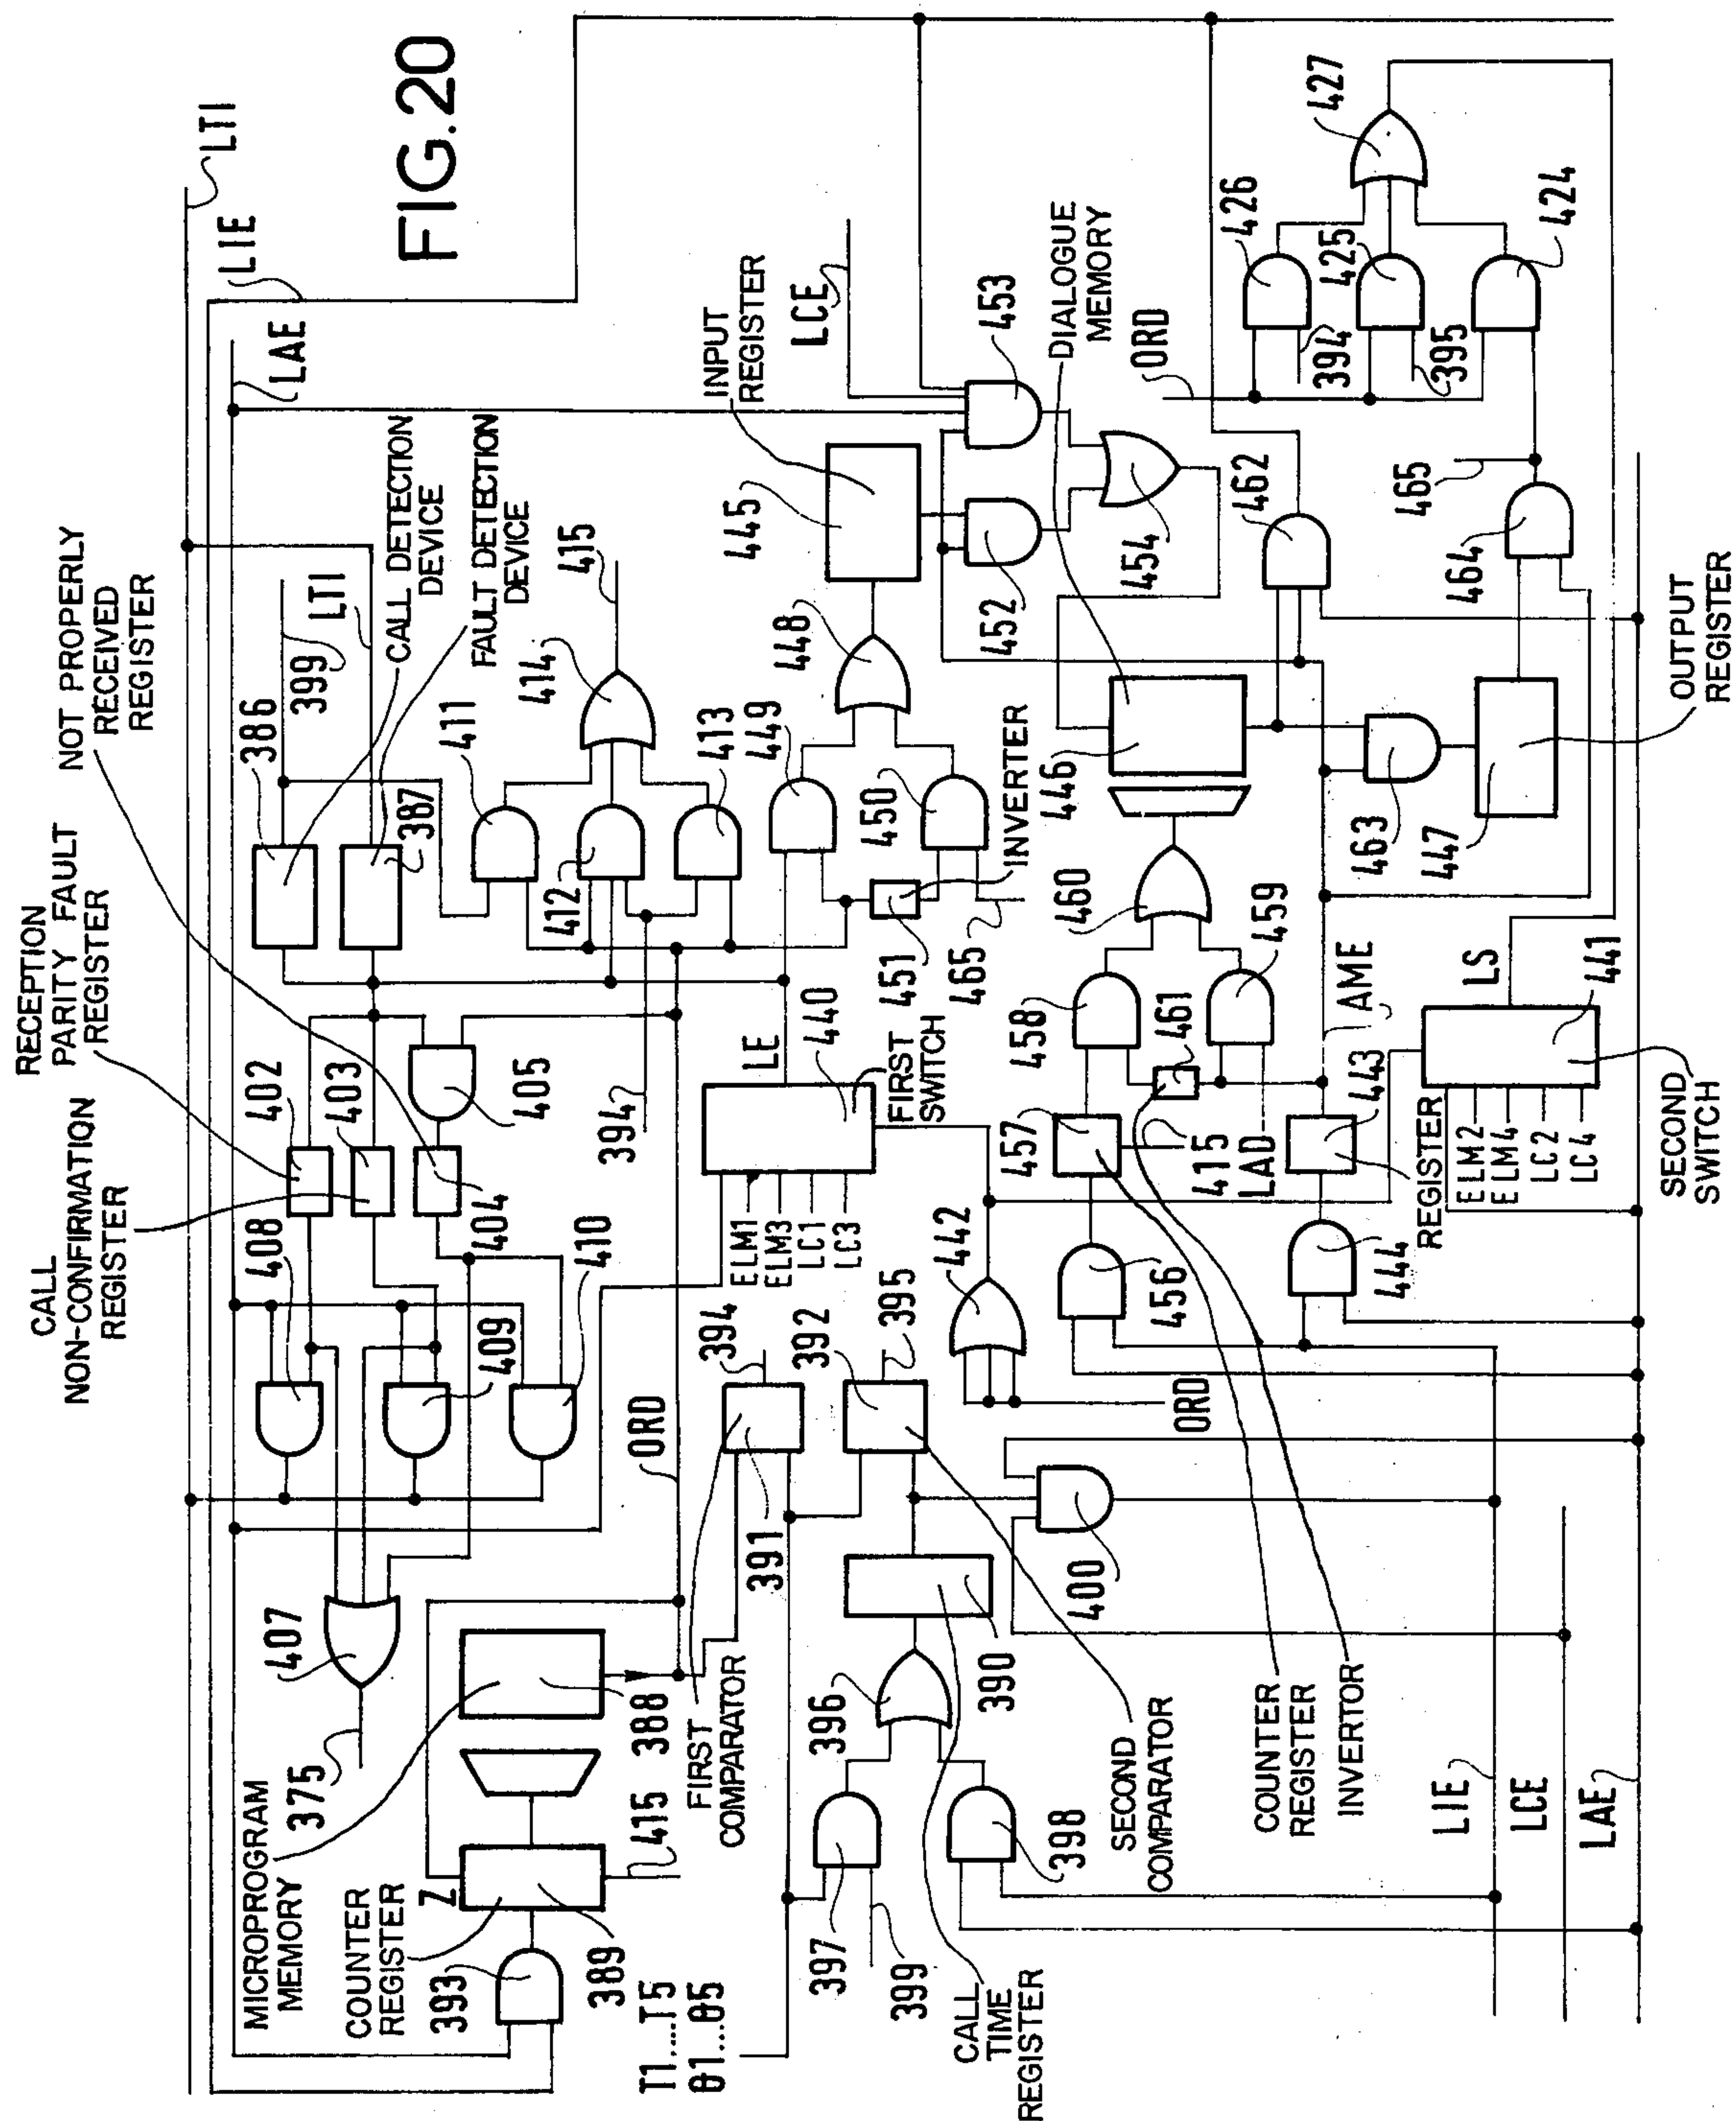 FIG.20
LTI
LIE
LAE
NOT PROPERLY
RECEIVED
REGISTER
CALL DETECTION
DEVICE
FAULT DETECTION
DEVICE
RECEPTION
PARITY FAULT
REGISTER
CALL
NON-CONFIRMATION
REGISTER
386
399
LTI
387
402
403
404
405
408
409
410
407
375
411
412
413
414
415
394
INPUT
REGISTER
445
448
449
450
451
INVERTER
465
LCE
453
452
454
DIALOGUE
MEMORY
ORD
394
395
426
425
424
427
462
464
465
446
463
447
OUTPUT
REGISTER
MICROPROGRAM
MEMORY
388
COUNTER
REGISTER
Z
389
393
415
T1....T5
θ1...θ5
ORD
FIRST
COMPARATOR
391
394
392
395
LE
440
FIRST
SWITCH
ELM1
ELM3
LC1
LC3
442
ORD
396
397
398
399
390
CALL
TIME
REGISTER
SECOND
COMPARATOR
400
COUNTER
REGISTER
INVERTOR
457
456
458
459
460
461
415
LAD
AME
443
444
REGISTER
LS
441
SECOND
SWITCH
ELM2
ELM4
LC2
LC4
LIE
LCE
LAE